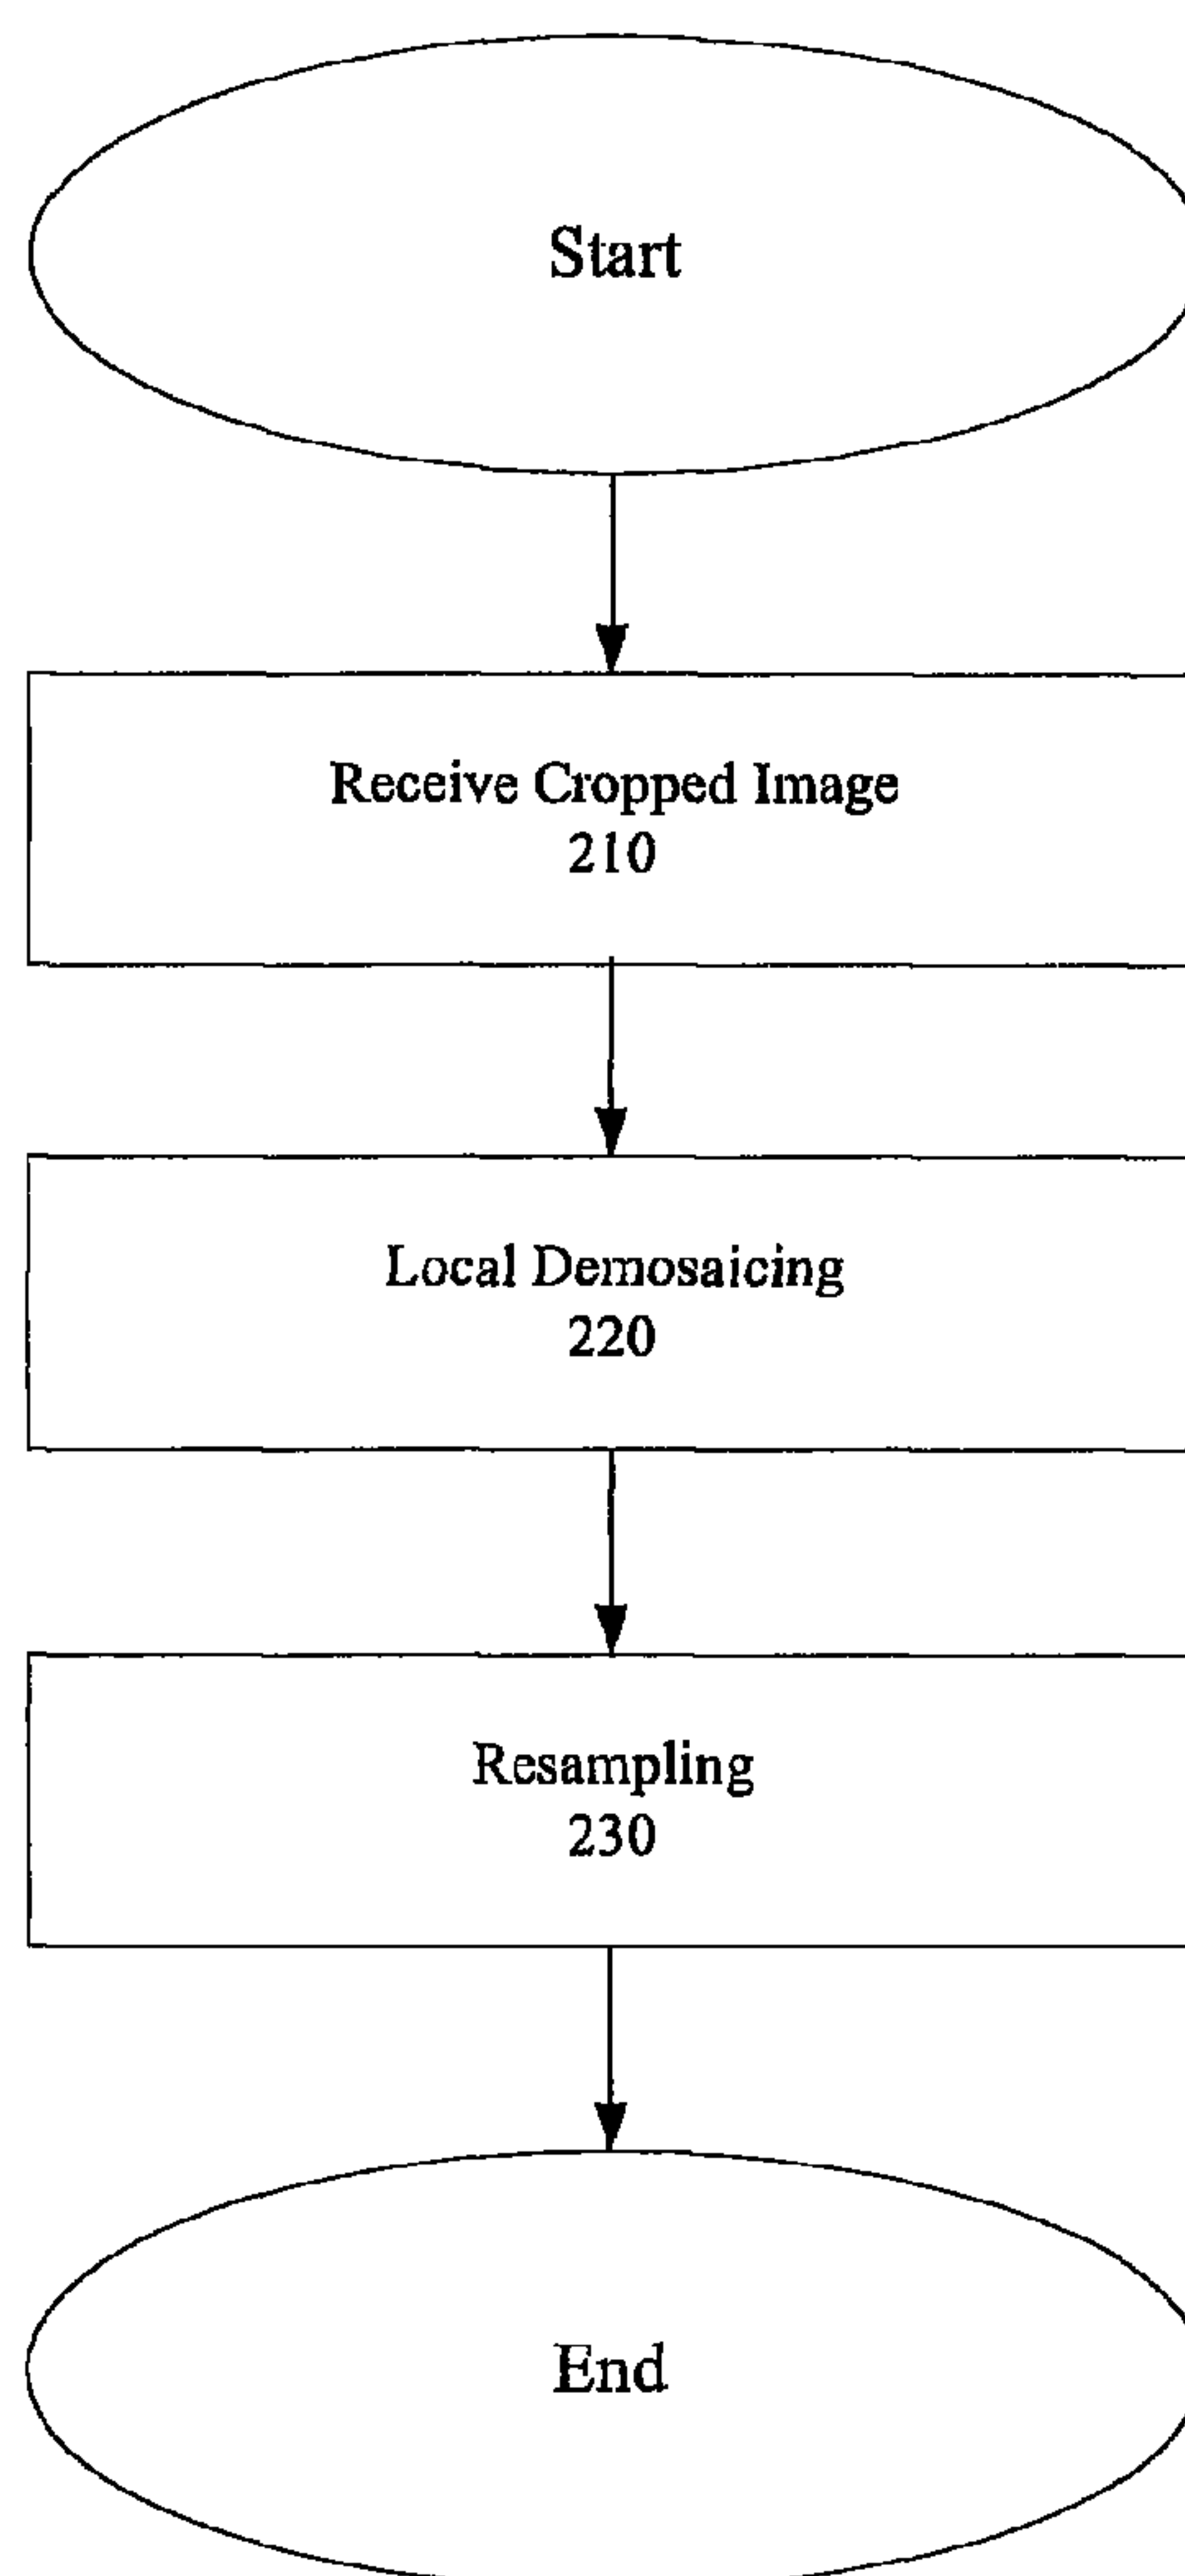 Start
Receive Cropped Image
210
Local Demosaicing
220
Resampling
230
End